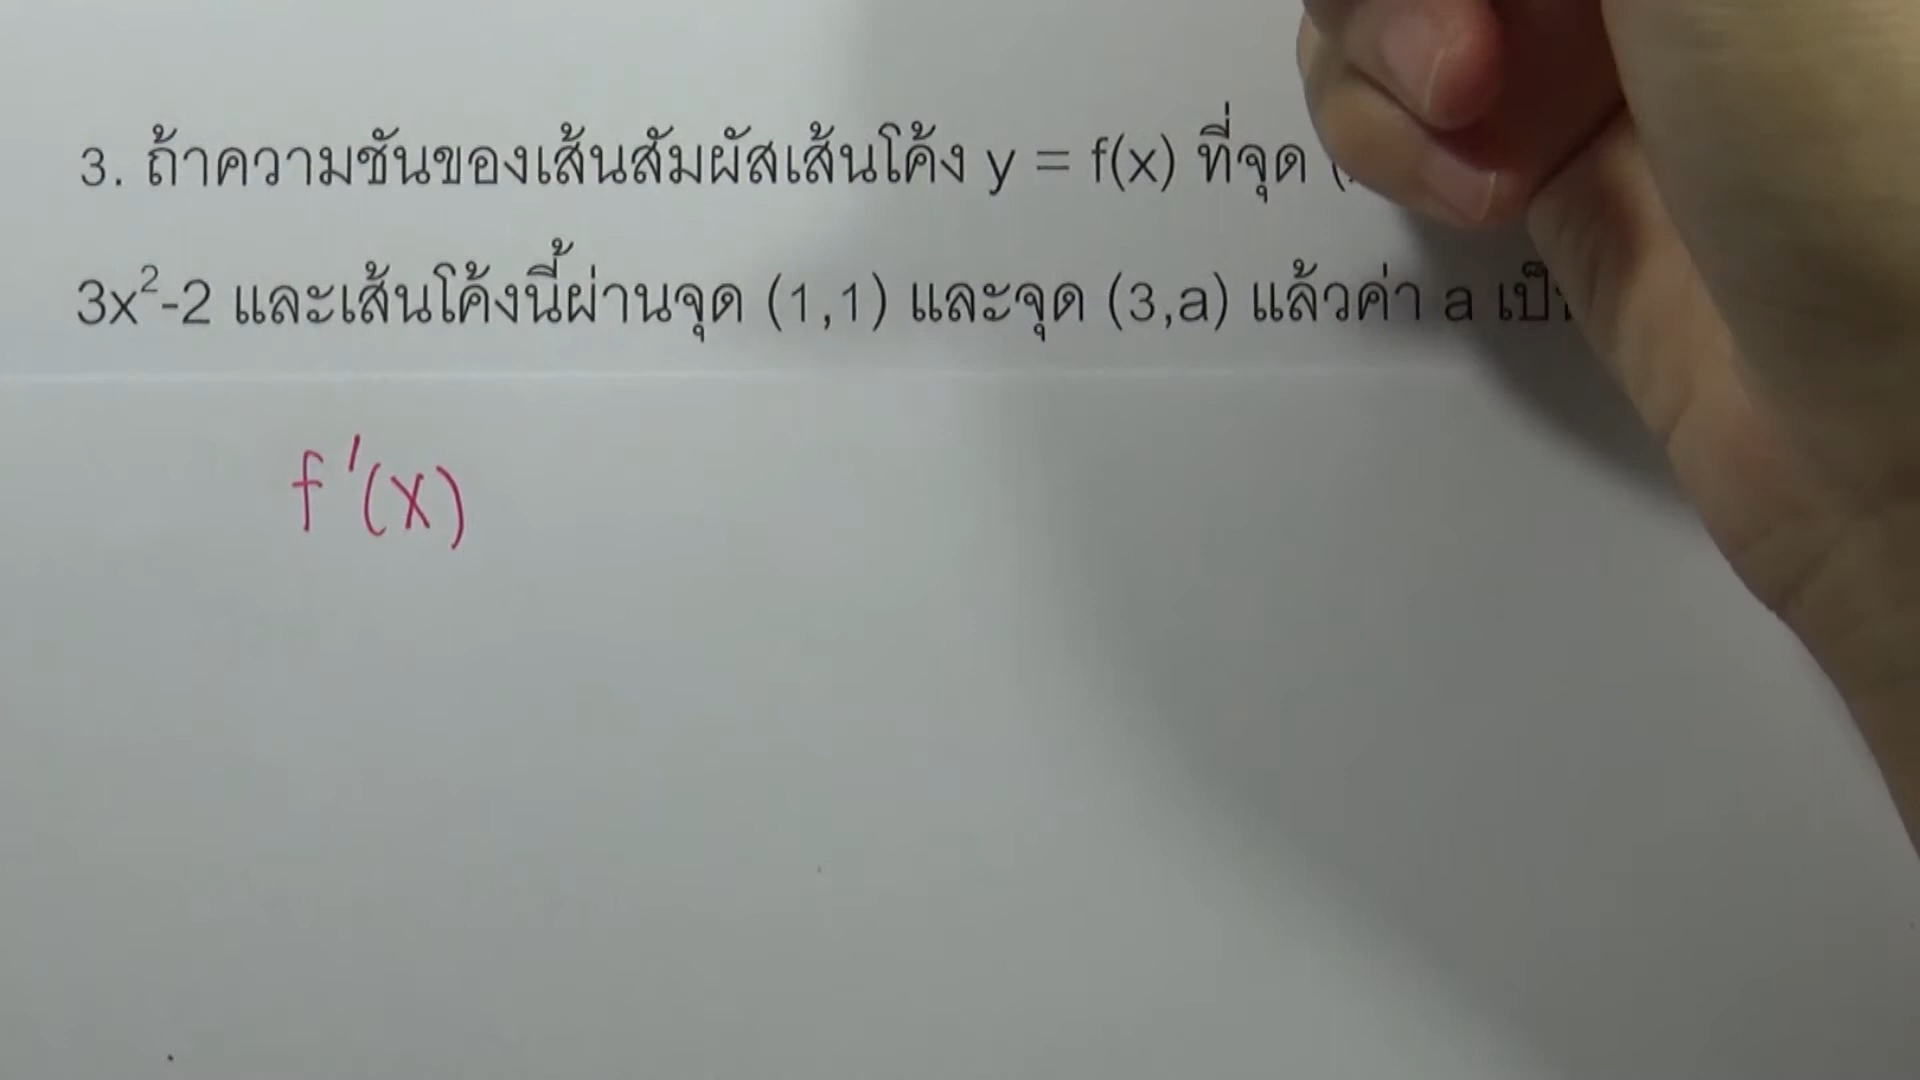 3. ถ้าความชันของเส้นสัมผัสเส้นโค้ง y = f(x) ที่จุด (
3x²-2 และเส้นโค้งนี้ผ่านจุด (1,1) และจุด (3,a) แล้วค่า a
f'(x)